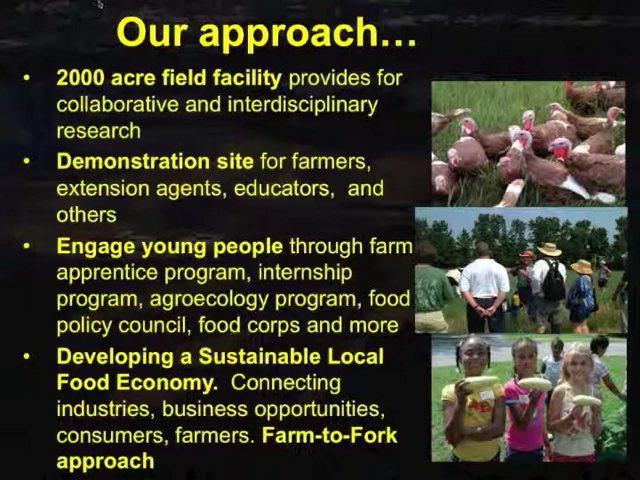 Our approach…
• 2000 acre field facility provides for
collaborative and interdisciplinary
research
• Demonstration site for farmers,
extension agents, educators, and
others
• Engage young people through farm
apprentice program, internship
program, agroecology program, food
policy council, food corps and more
• Developing a Sustainable Local
Food Economy. Connecting
industries, business opportunities,
consumers, farmers. Farm-to-Fork
approach